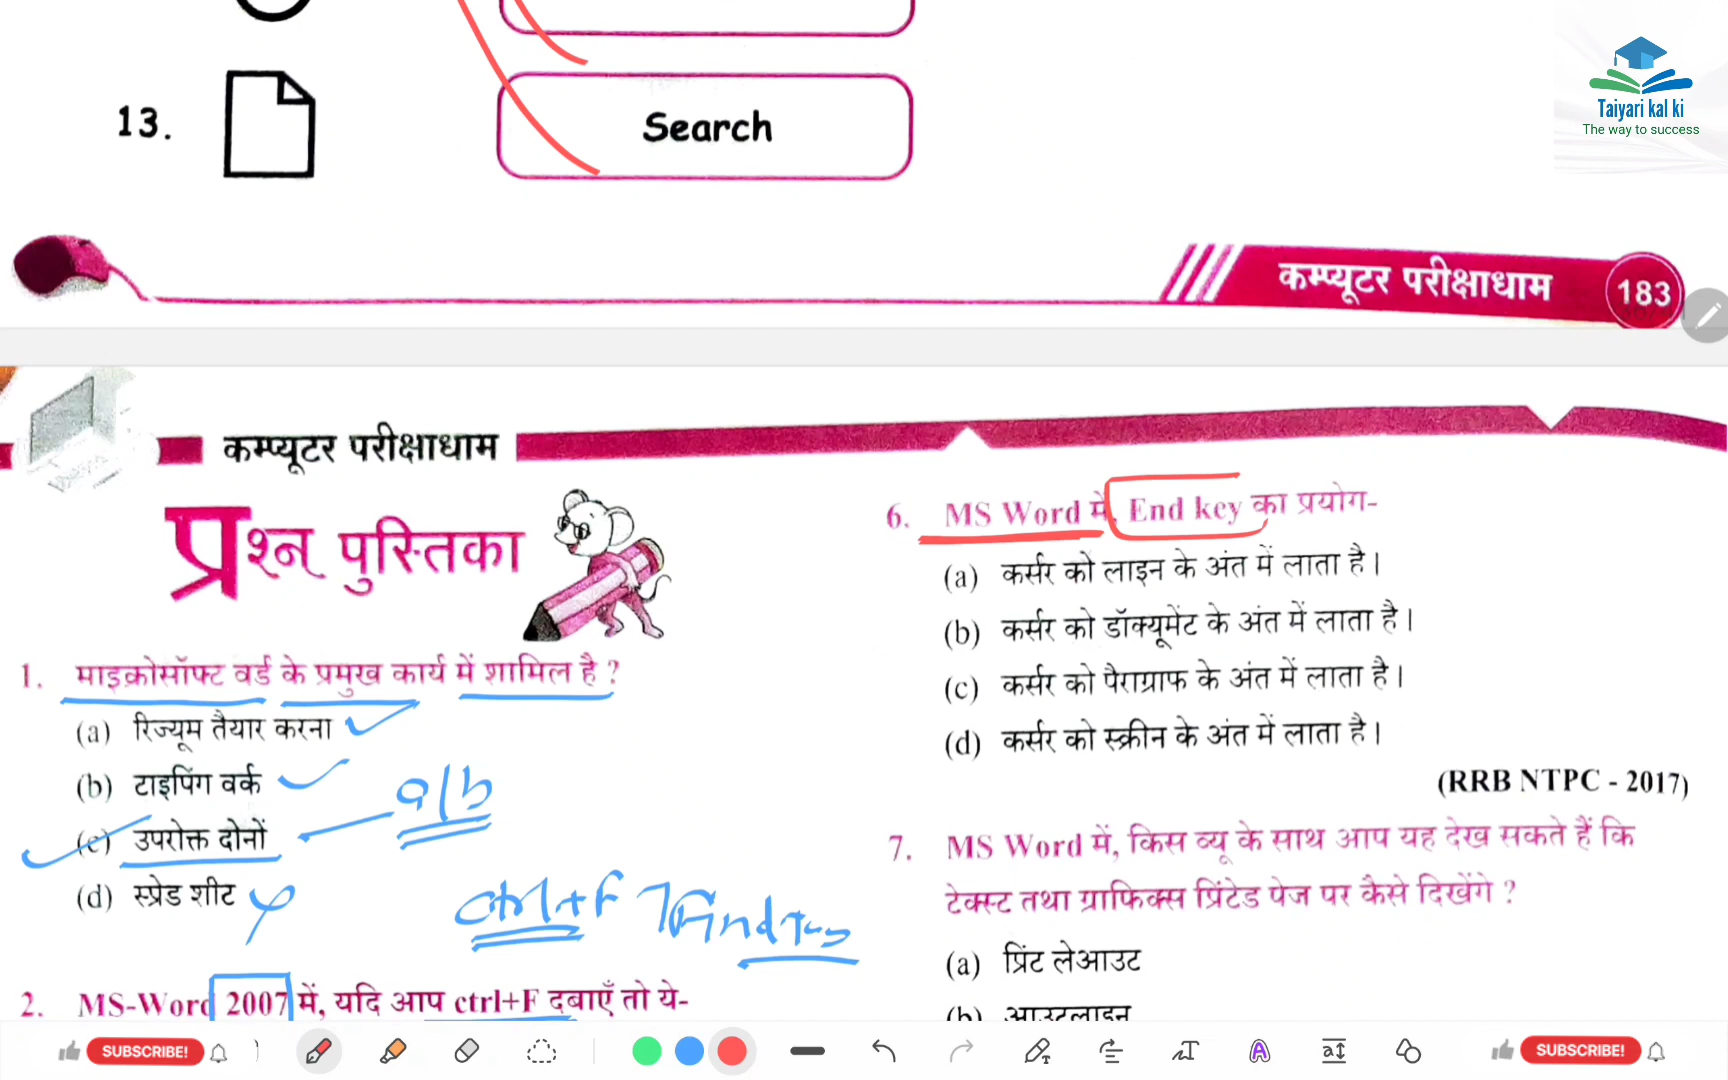 13.
Search
Taiyari kal ki
The way to success
कम्प्यूटर परीक्षाधाम
183
कम्प्यूटर परीक्षाधाम
प्रश्न पुस्तिका
1. माइक्रोसॉफ्ट वर्ड के प्रमुख कार्य में शामिल है ?
(a) रिज्यूम तैयार करना
(b) टाइपिंग वर्क
a/b
(c) उपरोक्त दोनों
(d) स्प्रेड शीट
ctrl+F
2. MS-Word 2007 में, यदि आप ctrl+F दबाएँ तो ये-
6. MS Word में, End key का प्रयोग-
(a) कर्सर को लाइन के अंत में लाता है।
(b) कर्सर को डॉक्यूमेंट के अंत में लाता है।
(c) कर्सर को पैराग्राफ के अंत में लाता है।
(d) कर्सर को स्क्रीन के अंत में लाता है।
(RRB NTPC - 2017)
7. MS Word में, किस व्यू के साथ आप यह देख सकते हैं कि
टेक्स्ट तथा ग्राफिक्स प्रिंटेड पेज पर कैसे दिखेंगे ?
(a) प्रिंट लेआउट
(b) आउटलाइन
SUBSCRIBE!
SUBSCRIBE!